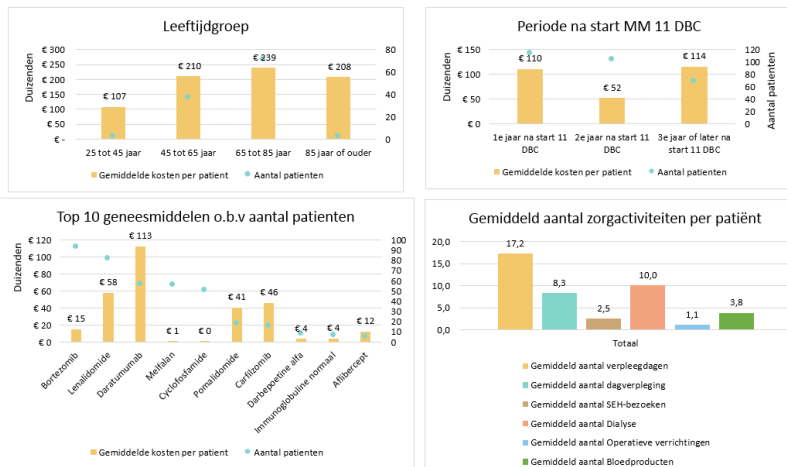 Leeftijdgroep
Duizenden
€ 300
€ 250
€ 200
€ 150
€ 100
€ 50
€ -
€ 107
€ 210
€ 239
€ 208
80
60
40
20
0
25 tot 45 jaar
45 tot 65 jaar
65 tot 85 jaar
85 jaar of ouder
Gemiddelde kosten per patient
Aantal patienten
Periode na start MM 11 DBC
Duizenden
€ 150
€ 100
€ 50
€ 0
€ 110
€ 52
€ 114
120
100
80
60
40
20
0
Aantal patienten
1e jaar na start 11
DBC
2e jaar na start 11
DBC
3e jaar of later na
start 11 DBC
Gemiddelde kosten per patient
Aantal patienten
Top 10 geneesmiddelen o.b.v aantal patienten
Duizenden
€ 120
€ 100
€ 80
€ 60
€ 40
€ 20
€ 0
€ 15
€ 58
€ 113
€ 1
€ 0
€ 41
€ 46
€ 4
€ 4
€ 12
100
90
80
70
60
50
40
30
20
10
0
Bortezomib
Lenalidomide
Daratumumab
Melfalan
Cyclofosfamide
Pomalidomide
Carfilzomib
Darbepoetine alfa
Immunoglobuline normaal
Aflibercept
Gemiddelde kosten per patient
Aantal patienten
Gemiddeld aantal zorgactiviteiten per patiënt
20,0
15,0
10,0
5,0
0,0
17,2
8,3
2,5
10,0
1,1
3,8
Totaal
Gemiddeld aantal verpleegdagen
Gemiddeld aantal dagverpleging
Gemiddeld aantal SEH-bezoeken
Gemiddeld aantal Dialyse
Gemiddeld aantal Operatieve verrichtingen
Gemiddeld aantal Bloedproducten